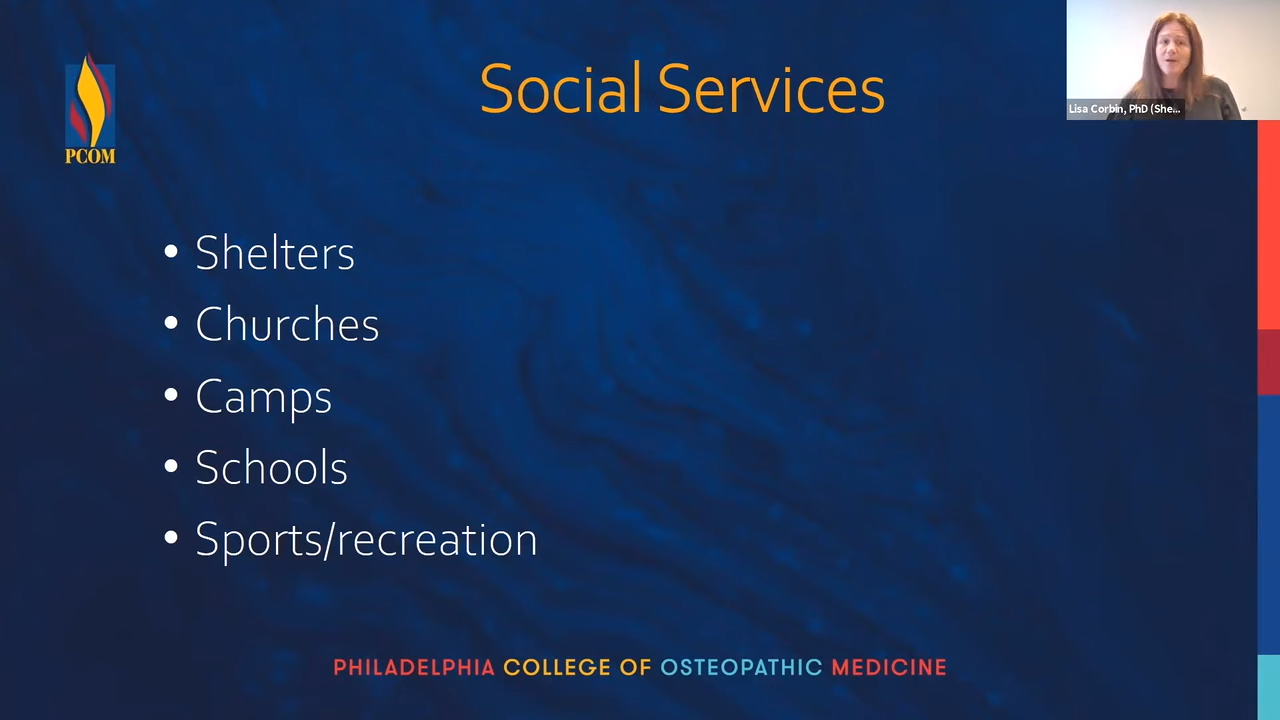 Social Services
Lisa Corbin, PhD (She...
PCOM
• Shelters
• Churches
• Camps
• Schools
• Sports/recreation
PHILADELPHIA COLLEGE OF OSTEOPATHIC MEDICINE